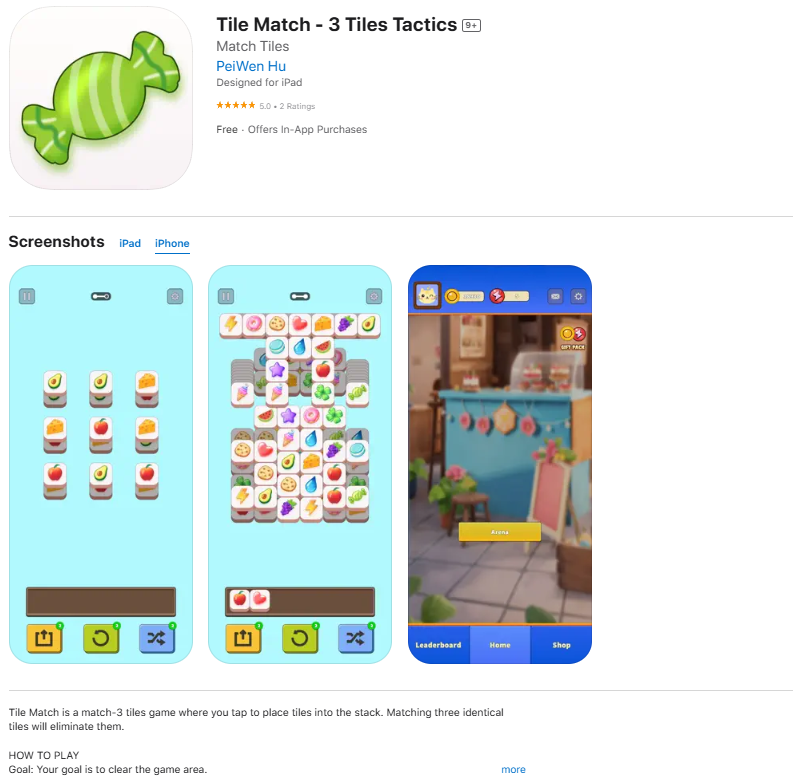 Tile Match - 3 Tiles Tactics 9+
Match Tiles
PeiWen Hu
Designed for iPad
5.0 • 2 Ratings
Free · Offers In-App Purchases
Screenshots iPad iPhone
GIFT PACK
Arena
Leaderboard Home Shop
Tile Match is a match-3 tiles game where you tap to place tiles into the stack. Matching three identical
tiles will eliminate them.
HOW TO PLAY
Goal: Your goal is to clear the game area.
more